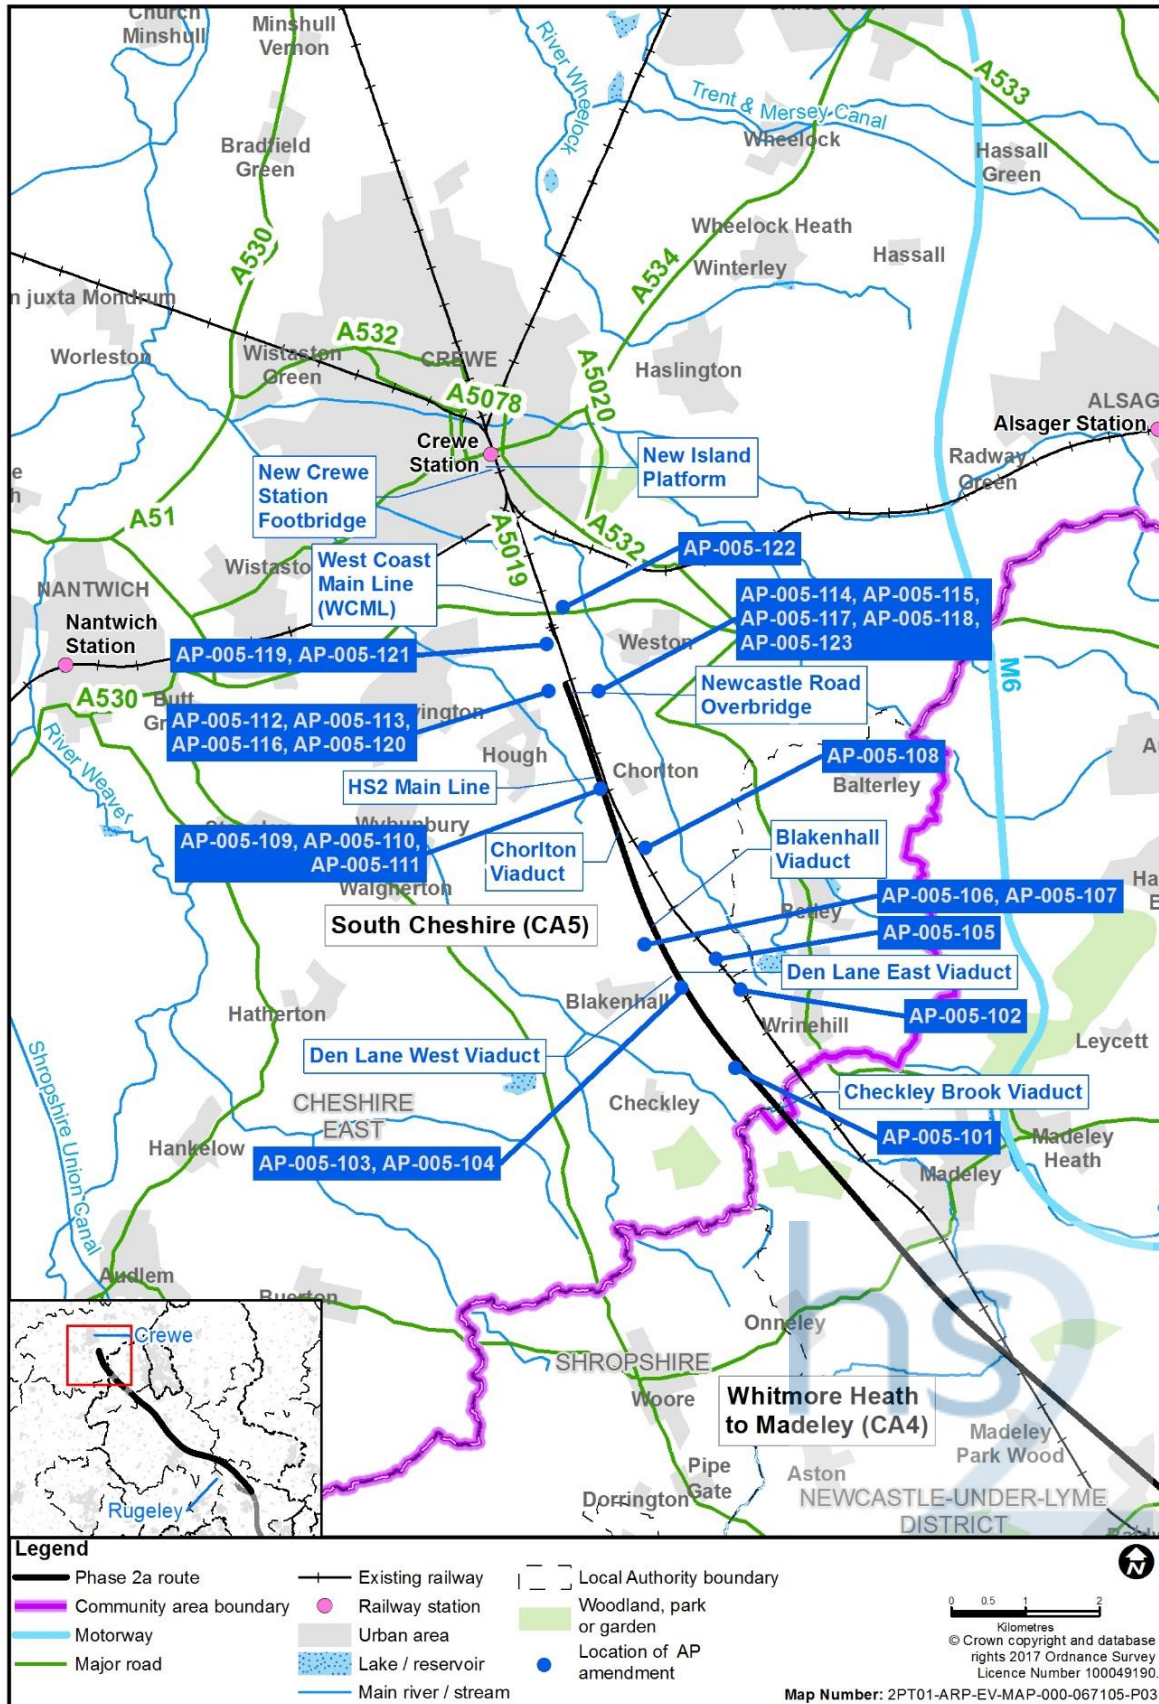 Church
Minshull
Minshull
Vernon
River Wheelock
A533
Trent & Mersey Canal
Wheelock
Bradfield
Green
Hassall
Green
A530
Wheelock Heath
Hassall
Winterley
A534
n juxta Mondrum
Worleston
A532
Wistaston
Green
CREWE
A5020
Haslington
A5078
ALSAG
Alsager Station
Crewe
Station
New Island
Platform
Radway
Green
New Crewe
Station
Footbridge
A51
A5019
A532
AP-005-122
West Coast
Main Line
(WCML)
Wistasto
NANTWICH
Nantwich
Station
AP-005-114, AP-005-115,
AP-005-117, AP-005-118,
AP-005-123
Weston
AP-005-119, AP-005-121
M6
A530
Newcastle Road
Overbridge
AP-005-112, AP-005-113,
AP-005-116, AP-005-120
vington
River Weaver
Hough
Chorlton
AP-005-108
Balterley
HS2 Main Line
Wybunbury
AP-005-109, AP-005-110,
AP-005-111
Chorlton
Viaduct
Blakenhall
Viaduct
Walgherton
AP-005-106, AP-005-107
South Cheshire (CA5)
Betley
AP-005-105
Den Lane East Viaduct
Blakenhall
AP-005-102
Hatherton
Wrinehill
Leycett
Den Lane West Viaduct
Shropshire Union Canal
Checkley Brook Viaduct
CHESHIRE
EAST
Checkley
AP-005-101
Hankelow
AP-005-103, AP-005-104
Madeley
Heath
Madeley
Audlem
Buerton
hs2
Onneley
SHROPSHIRE
Woore
Whitmore Heath
to Madeley (CA4)
Madeley
Park Wood
Pipe
Gate
Aston
Dorrington
NEWCASTLE-UNDER-LYME
DISTRICT
Crewe
Rugeley
Legend
Phase 2a route
Community area boundary
Motorway
Major road
Existing railway
Railway station
Urban area
Lake / reservoir
Main river / stream
Local Authority boundary
Woodland, park
or garden
Location of AP
amendment
N
0 0.5 1 2
Kilometres
© Crown copyright and database
rights 2017 Ordnance Survey
Licence Number 100049190.
Map Number: 2PT01-ARP-EV-MAP-000-067105-P03